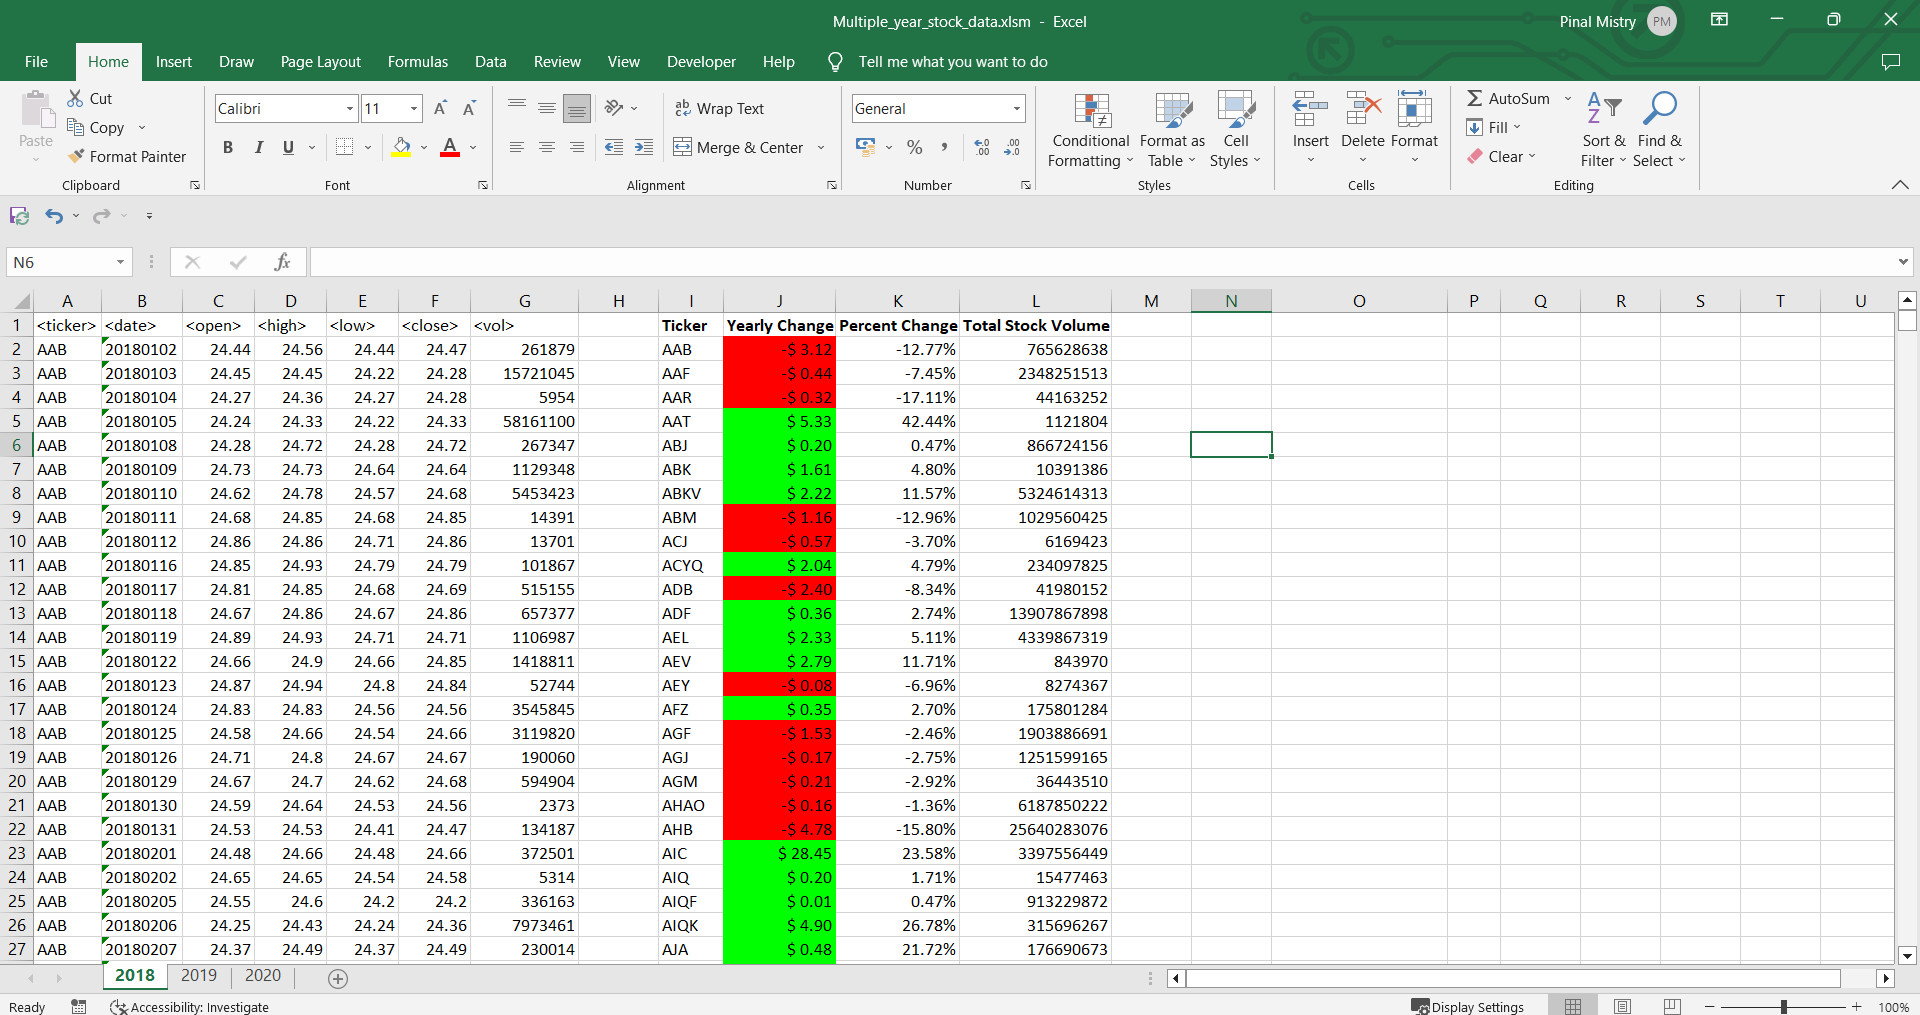 Multiple_year_stock_data.xlsm - Excel
Pinal Mistry PM
File Home Insert Draw Page Layout Formulas Data Review View Developer Help Tell me what you want to do
Paste
Cut
Copy
Format Painter
Clipboard
Calibri 11
B I U
Font
Wrap Text
Merge & Center
Alignment
General
Number
Conditional Formatting
Format as Table
Cell Styles
Styles
Insert Delete Format
Cells
AutoSum
Fill
Clear
Sort & Filter
Find & Select
Editing
N6 fx
A B C D E F G H I J K L M N O P Q R S T U
1 <ticker> <date> <open> <high> <low> <close> <vol> Ticker Yearly Change Percent Change Total Stock Volume
2 AAB 20180102 24.44 24.56 24.44 24.47 261879 AAB -$ 3.12 -12.77% 765628638
3 AAB 20180103 24.45 24.45 24.22 24.28 15721045 AAF -$ 0.44 -7.45% 2348251513
4 AAB 20180104 24.27 24.36 24.27 24.28 5954 AAR -$ 0.32 -17.11% 44163252
5 AAB 20180105 24.24 24.33 24.22 24.33 58161100 AAT $ 5.33 42.44% 1121804
6 AAB 20180108 24.28 24.72 24.28 24.72 267347 ABJ $ 0.20 0.47% 866724156
7 AAB 20180109 24.73 24.73 24.64 24.64 1129348 ABK $ 1.61 4.80% 10391386
8 AAB 20180110 24.62 24.78 24.57 24.68 5453423 ABKV $ 2.22 11.57% 5324614313
9 AAB 20180111 24.68 24.85 24.68 24.85 14391 ABM -$ 1.16 -12.96% 1029560425
10 AAB 20180112 24.86 24.86 24.71 24.86 13701 ACJ -$ 0.57 -3.70% 6169423
11 AAB 20180116 24.85 24.93 24.79 24.79 101867 ACYQ $ 2.04 4.79% 234097825
12 AAB 20180117 24.81 24.85 24.68 24.69 515155 ADB -$ 2.40 -8.34% 41980152
13 AAB 20180118 24.67 24.86 24.67 24.86 657377 ADF $ 0.36 2.74% 13907867898
14 AAB 20180119 24.89 24.93 24.71 24.71 1106987 AEL $ 2.33 5.11% 4339867319
15 AAB 20180122 24.66 24.9 24.66 24.85 1418811 AEV $ 2.79 11.71% 843970
16 AAB 20180123 24.87 24.94 24.8 24.84 52744 AEY -$ 0.08 -6.96% 8274367
17 AAB 20180124 24.83 24.83 24.56 24.56 3545845 AFZ $ 0.35 2.70% 175801284
18 AAB 20180125 24.58 24.66 24.54 24.66 3119820 AGF -$ 1.53 -2.46% 1903886691
19 AAB 20180126 24.71 24.8 24.67 24.67 190060 AGJ -$ 0.17 -2.75% 1251599165
20 AAB 20180129 24.67 24.7 24.62 24.68 594904 AGM -$ 0.21 -2.92% 36443510
21 AAB 20180130 24.59 24.64 24.53 24.56 2373 AHAO -$ 0.16 -1.36% 6187850222
22 AAB 20180131 24.53 24.53 24.41 24.47 134187 AHB -$ 4.78 -15.80% 25640283076
23 AAB 20180201 24.48 24.66 24.48 24.66 372501 AIC $ 28.45 23.58% 3397556449
24 AAB 20180202 24.65 24.65 24.54 24.58 5314 AIQ $ 0.20 1.71% 15477463
25 AAB 20180205 24.55 24.6 24.2 24.2 336163 AIQF $ 0.01 0.47% 913229872
26 AAB 20180206 24.25 24.43 24.24 24.36 7973461 AIQK $ 4.90 26.78% 315696267
27 AAB 20180207 24.37 24.49 24.37 24.49 230014 AJA $ 0.48 21.72% 176690673
2018 2019 2020
Ready Accessibility: Investigate Display Settings 100%